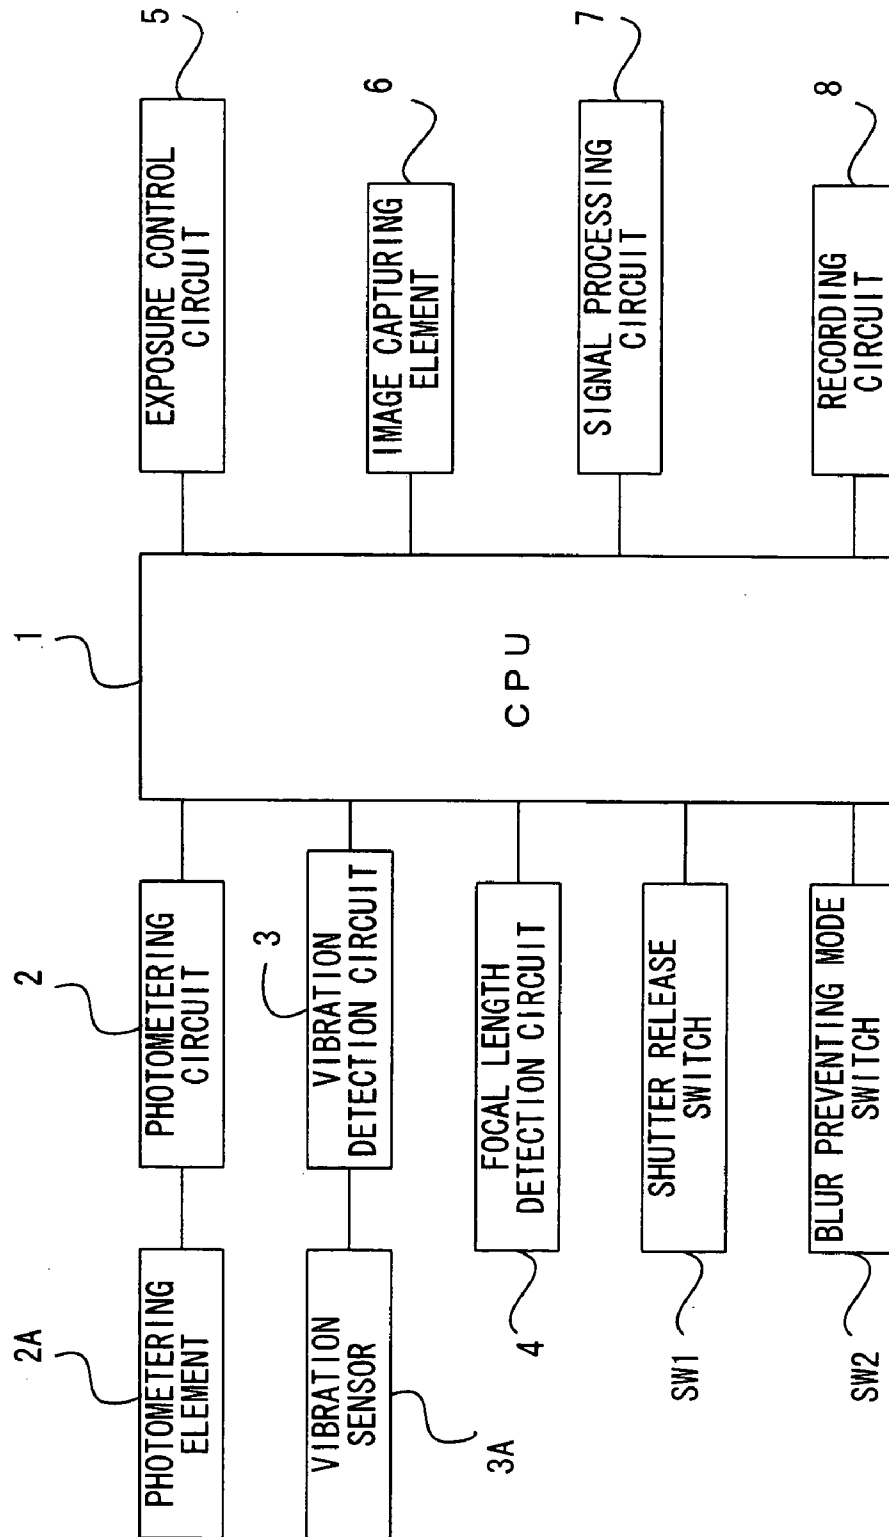 2A
PHOTOMETERING
ELEMENT
2
PHOTOMETERING
CIRCUIT
1
CPU
5
EXPOSURE CONTROL
CIRCUIT
VIBRATION
SENSOR
3A
3
VIBRATION
DETECTION CIRCUIT
6
IMAGE CAPTURING
ELEMENT
FOCAL LENGTH
DETECTION CIRCUIT
4
7
SIGNAL PROCESSING
CIRCUIT
SHUTTER RELEASE
SWITCH
SW1
8
RECORDING
CIRCUIT
BLUR PREVENTING MODE
SWITCH
SW2